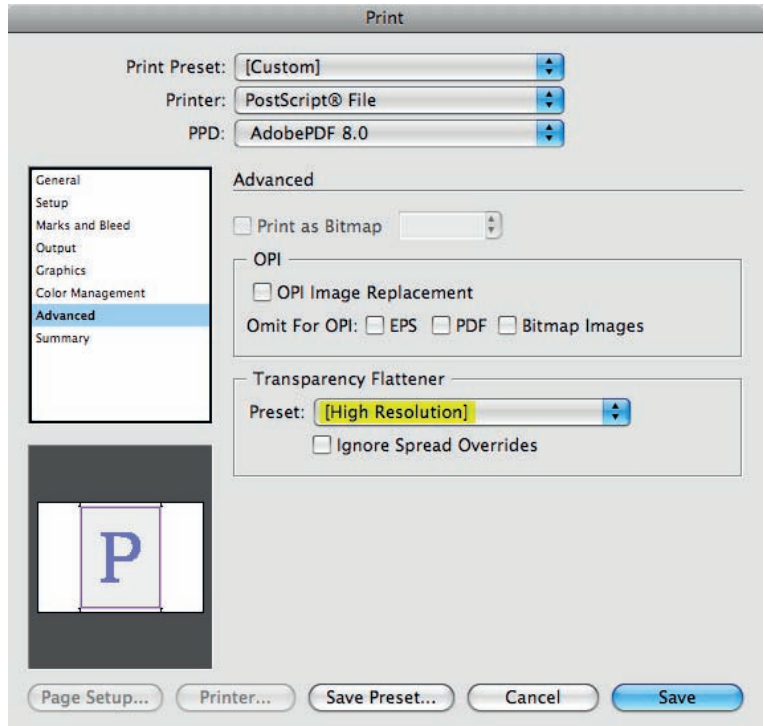 Print
Print Preset: [Custom]
Printer: PostScript® File
PPD: AdobePDF 8.0
General
Setup
Marks and Bleed
Output
Graphics
Color Management
Advanced
Summary
Advanced
Print as Bitmap
OPI
OPI Image Replacement
Omit For OPI: EPS PDF Bitmap Images
Transparency Flattener
Preset: [High Resolution]
Ignore Spread Overrides
P
Page Setup... Printer... Save Preset... Cancel Save